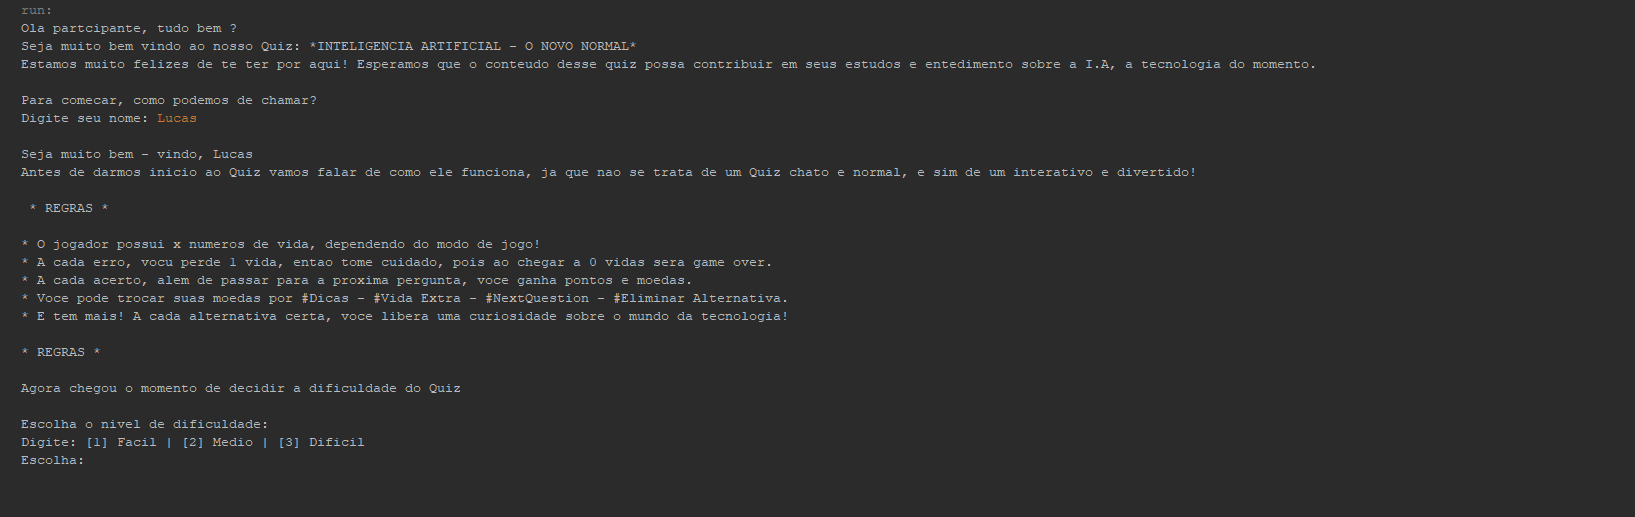 run:
Ola partcipante, tudo bem ?
Seja muito bem vindo ao nosso Quiz: *INTELIGENCIA ARTIFICIAL - O NOVO NORMAL*
Estamos muito felizes de te ter por aqui! Esperamos que o conteudo desse quiz possa contribuir em seus estudos e entedimento sobre a I.A, a tecnologia do momento.
Para comecar, como podemos de chamar?
Digite seu nome: Lucas
Seja muito bem - vindo, Lucas
Antes de darmos inicio ao Quiz vamos falar de como ele funciona, ja que nao se trata de um Quiz chato e normal, e sim de um interativo e divertido!
* REGRAS *
* O jogador possui x numeros de vida, dependendo do modo de jogo!
* A cada erro, vocu perde 1 vida, entao tome cuidado, pois ao chegar a 0 vidas sera game over.
* A cada acerto, alem de passar para a proxima pergunta, voce ganha pontos e moedas.
* Voce pode trocar suas moedas por #Dicas - #Vida Extra - #NextQuestion - #Eliminar Alternativa.
* E tem mais! A cada alternativa certa, voce libera uma curiosidade sobre o mundo da tecnologia!
* REGRAS *
Agora chegou o momento de decidir a dificuldade do Quiz
Escolha o nivel de dificuldade:
Digite: [1] Facil | [2] Medio | [3] Dificil
Escolha: